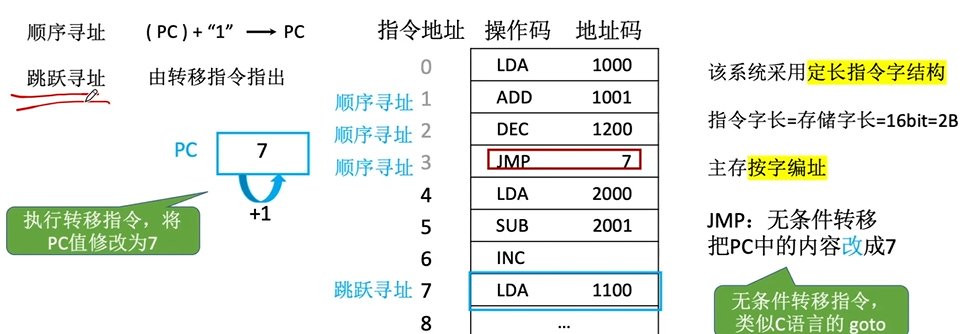 指令地址 操作码 地址码
顺序寻址 (PC) + “1” → PC
跳跃寻址 由转移指令指出
0 LDA 1000
顺序寻址 1 ADD 1001
顺序寻址 2 DEC 1200
顺序寻址 3 JMP 7
4 LDA 2000
5 SUB 2001
6 INC
跳跃寻址 7 LDA 1100
8 ...
PC 7
+1
执行转移指令，将
PC值修改为7
该系统采用定长指令字结构
指令字长=存储字长=16bit=2B
主存按字编址
JMP：无条件转移
把PC中的内容改成7
无条件转移指令，
类似C语言的 goto